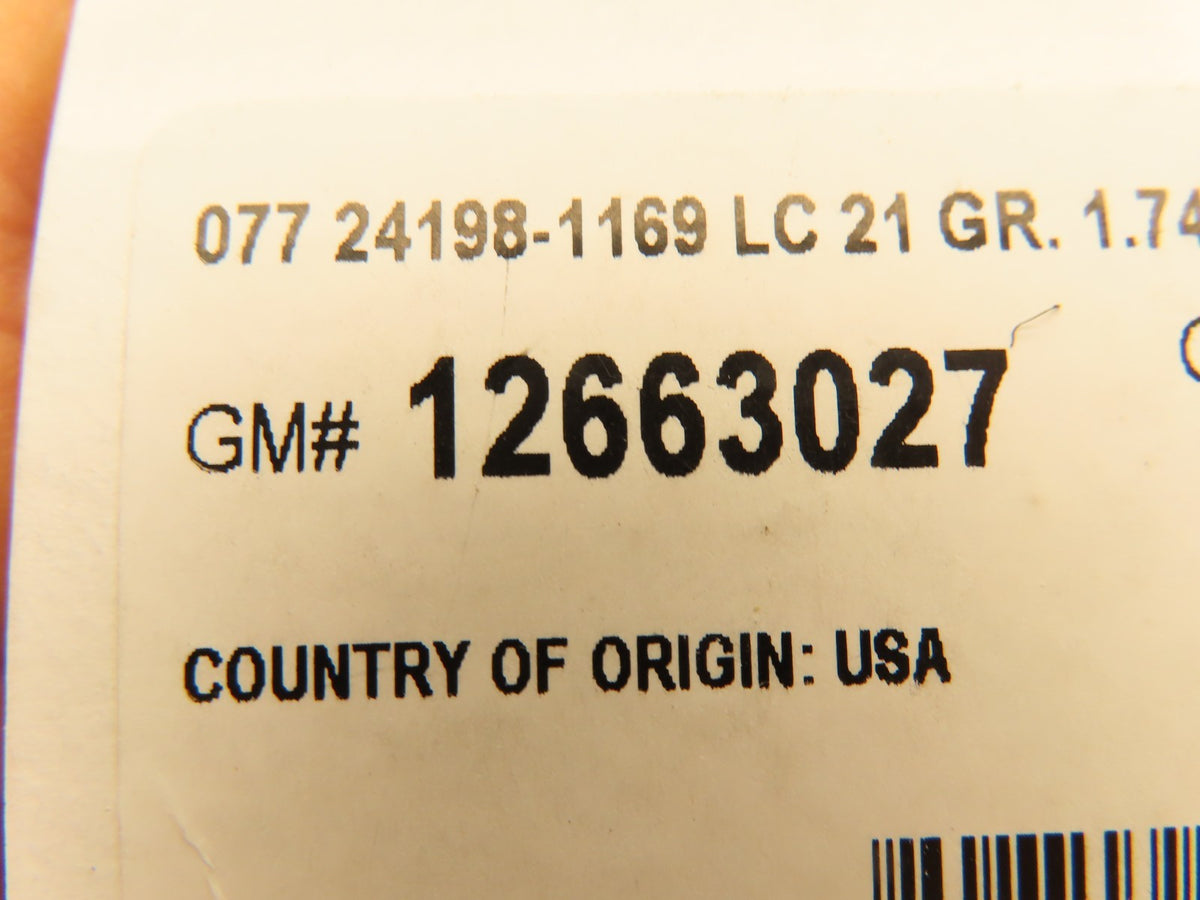 077 24198-1169 LC 21 GR. 1.74
GM# 12663027
COUNTRY OF ORIGIN: USA